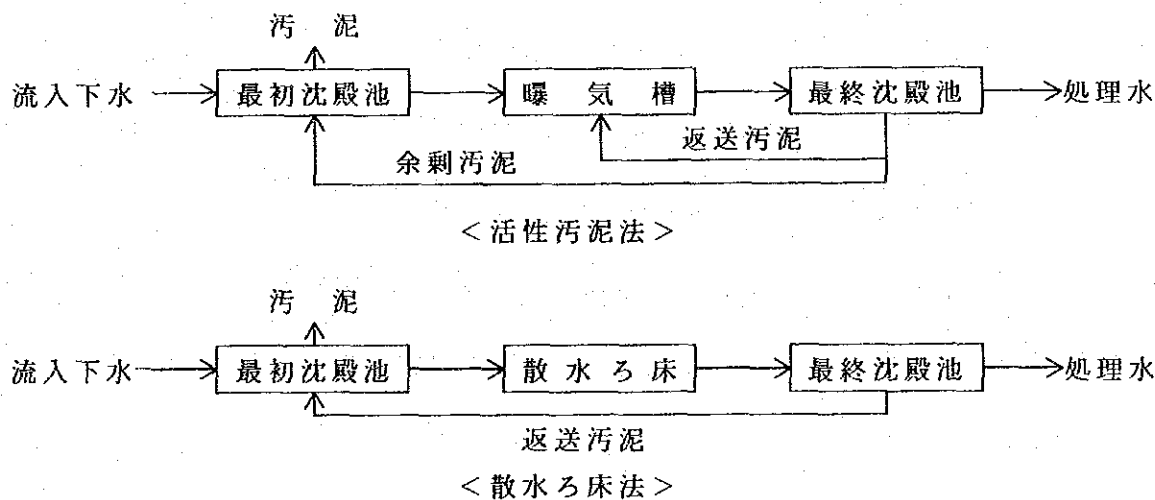 汚泥
流入下水 最初沈殿池 曝気槽 最終沈殿池 処理水
返送汚泥
余剰汚泥
<活性汚泥法>
汚泥
流入下水 最初沈殿池 散水ろ床 最終沈殿池 処理水
返送汚泥
<散水ろ床法>